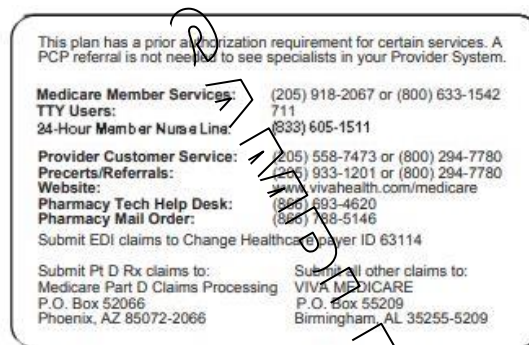 This plan has a prior authorization requirement for certain services. A
PCP referral is not needed to see specialists in your Provider System.
Medicare Member Services: (205) 918-2067 or (800) 633-1542
TTY Users: 711
24-Hour Member Nurse Line: (833) 605-1511
Provider Customer Service: (205) 558-7473 or (800) 294-7780
Precerts/Referrals: (205) 933-1201 or (800) 294-7780
Website: www.vivahealth.com/medicare
Pharmacy Tech Help Desk: (866) 693-4620
Pharmacy Mail Order: (866) 788-5146
Submit EDI claims to Change Healthcare payer ID 63114
Submit Pt D Rx claims to:
Medicare Part D Claims Processing
P.O. Box 52066
Phoenix, AZ 85072-2066
Submit all other claims to:
VIVA MEDICARE
P.O. Box 55209
Birmingham, AL 35255-5209